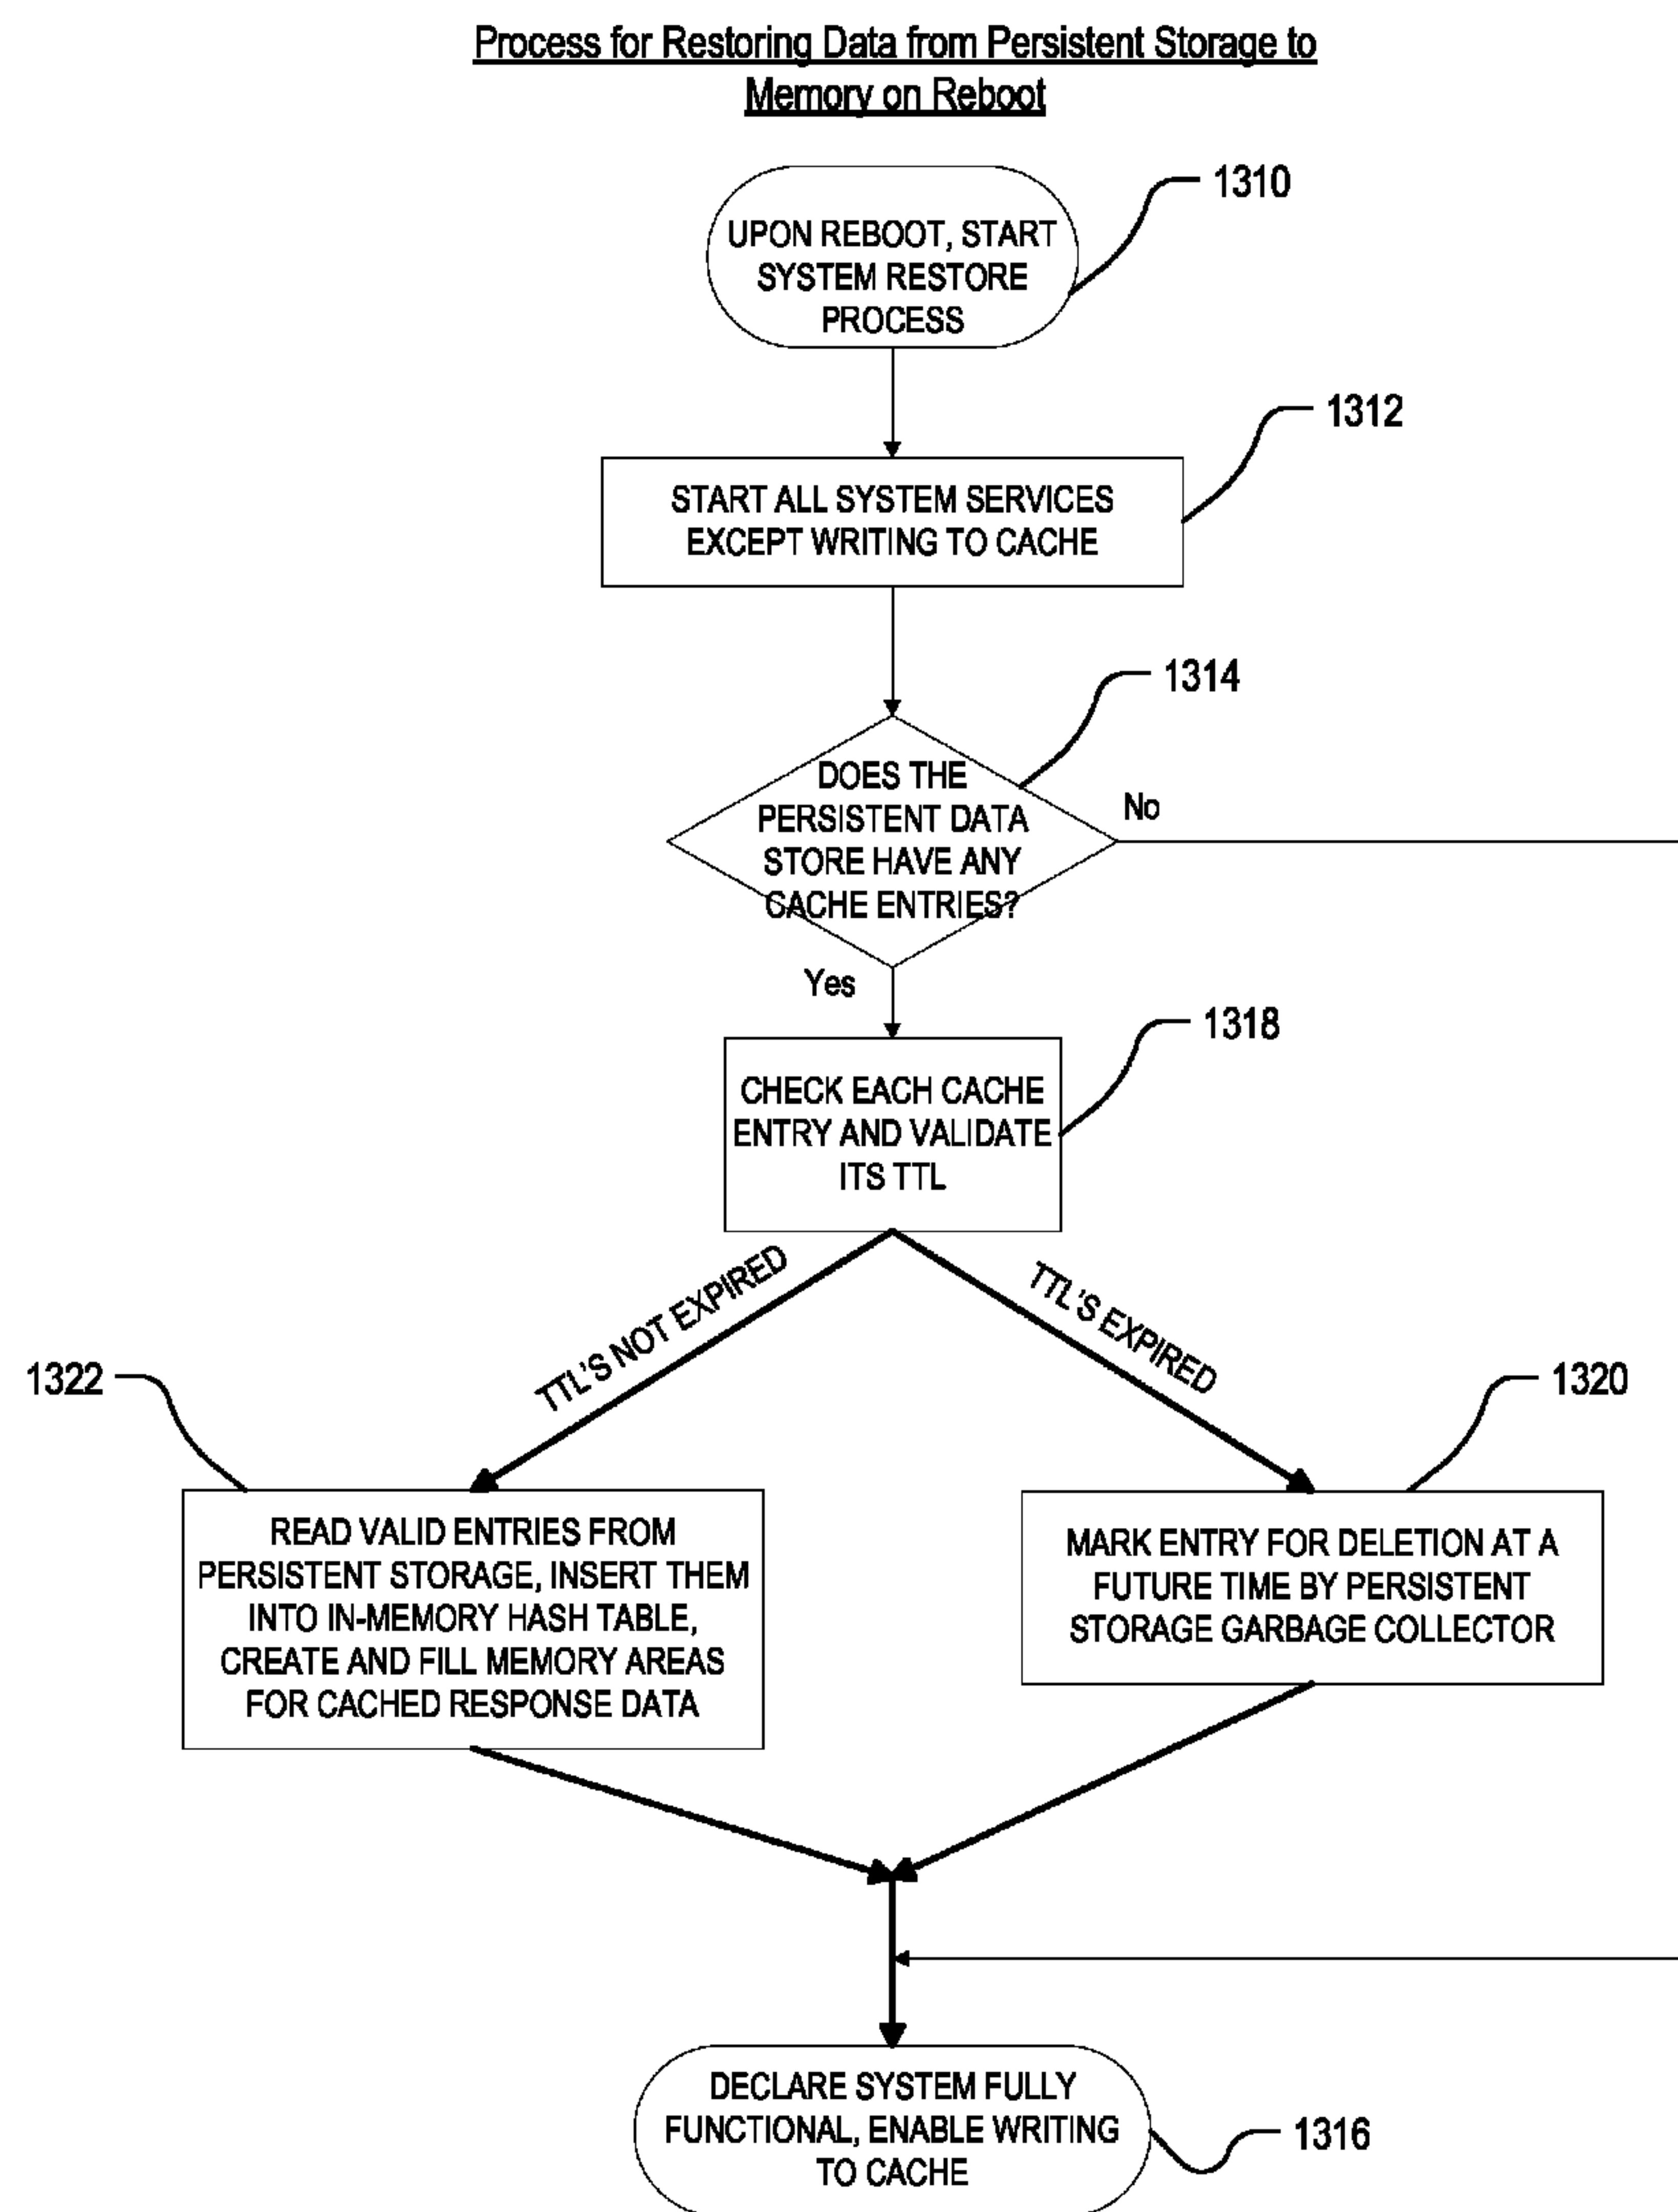 Process for Restoring Data from Persistent Storage to
Memory on Reboot
1310
UPON REBOOT, START
SYSTEM RESTORE
PROCESS
1312
START ALL SYSTEM SERVICES
EXCEPT WRITING TO CACHE
1314
DOES THE
PERSISTENT DATA
STORE HAVE ANY
CACHE ENTRIES?
No
Yes
1318
CHECK EACH CACHE
ENTRY AND VALIDATE
ITS TTL
TTL'S NOT EXPIRED
TTL'S EXPIRED
1322
1320
READ VALID ENTRIES FROM
PERSISTENT STORAGE, INSERT THEM
INTO IN-MEMORY HASH TABLE,
CREATE AND FILL MEMORY AREAS
FOR CACHED RESPONSE DATA
MARK ENTRY FOR DELETION AT A
FUTURE TIME BY PERSISTENT
STORAGE GARBAGE COLLECTOR
DECLARE SYSTEM FULLY
FUNCTIONAL, ENABLE WRITING
TO CACHE
1316